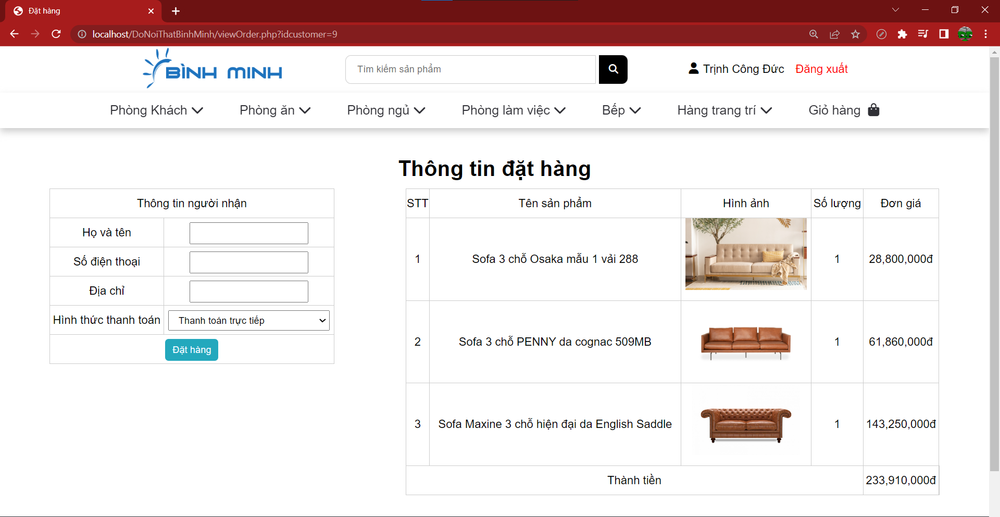 Đặt hàng
localhost/DoNoiThatBinhMinh/viewOrder.php?idcustomer=9
BÌNH MINH
Tìm kiếm sản phẩm
Trịnh Công Đức Đăng xuất
Phòng Khách Phòng ăn Phòng ngủ Phòng làm việc Bếp Hàng trang trí Giỏ hàng
Thông tin đặt hàng
Thông tin người nhận
Họ và tên
Số điện thoại
Địa chỉ
Hình thức thanh toán Thanh toán trực tiếp
Đặt hàng
STT Tên sản phẩm Hình ảnh Số lượng Đơn giá
1 Sofa 3 chỗ Osaka mẫu 1 vải 288 1 28,800,000đ
2 Sofa 3 chỗ PENNY da cognac 509MB 1 61,860,000đ
3 Sofa Maxine 3 chỗ hiện đại da English Saddle 1 143,250,000đ
Thành tiền 233,910,000đ